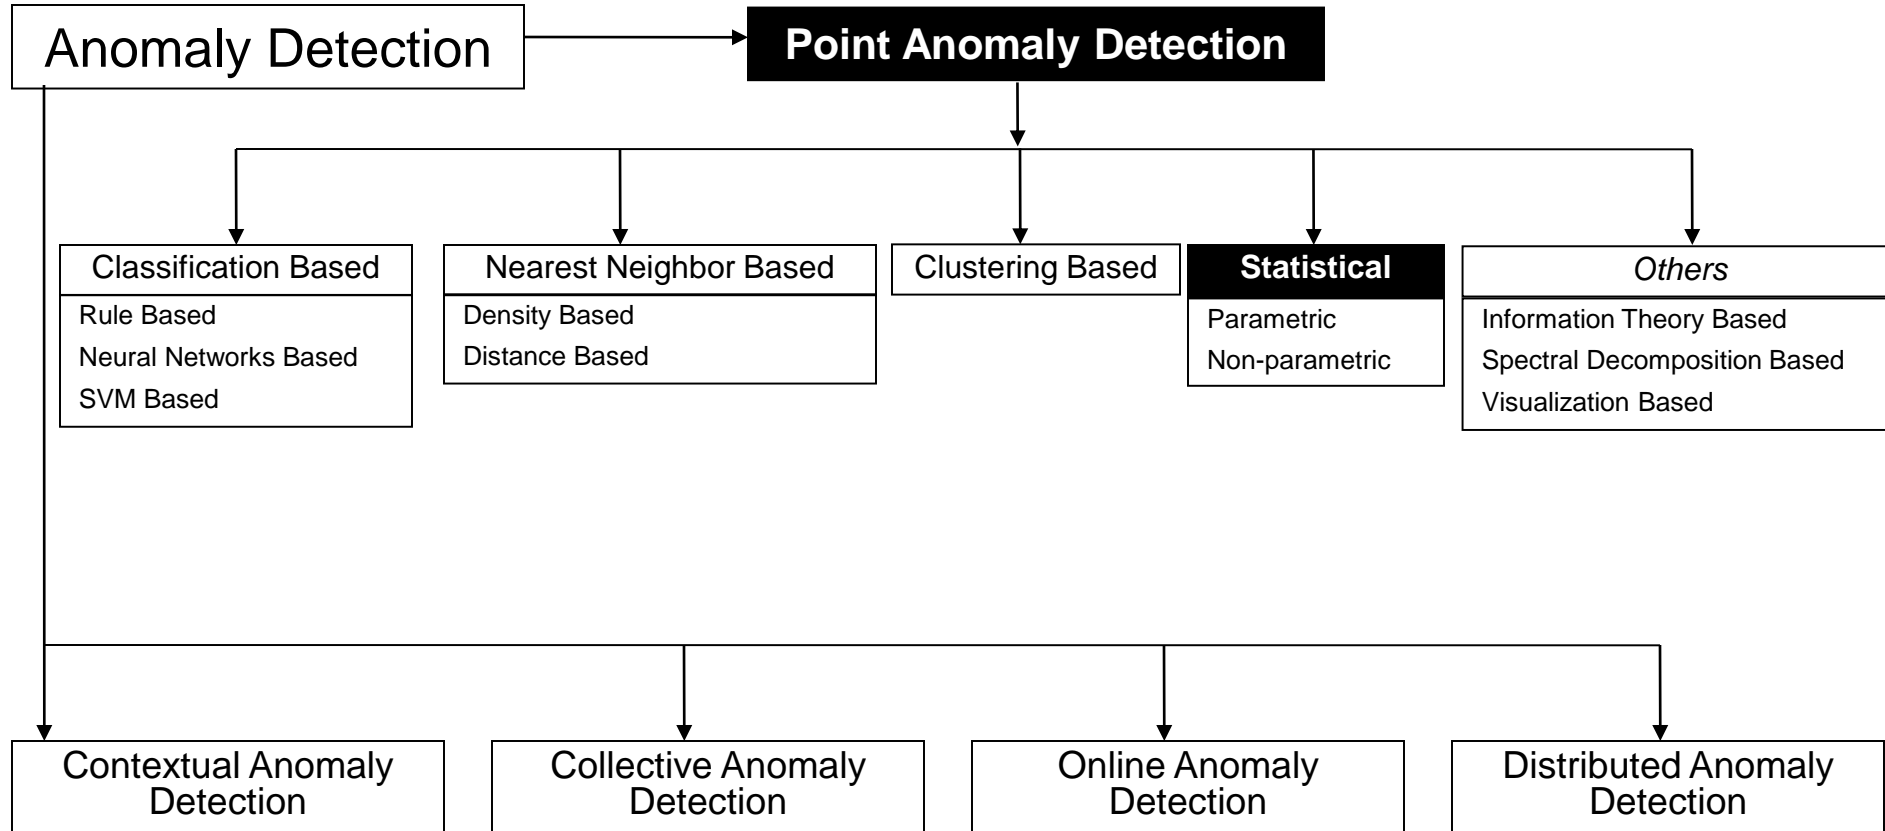 Anomaly Detection
Point Anomaly Detection
Classification Based
Rule Based
Neural Networks Based
SVM Based
Nearest Neighbor Based
Density Based
Distance Based
Clustering Based
Statistical
Parametric
Non-parametric
Others
Information Theory Based
Spectral Decomposition Based
Visualization Based
Contextual Anomaly
Detection
Collective Anomaly
Detection
Online Anomaly
Detection
Distributed Anomaly
Detection